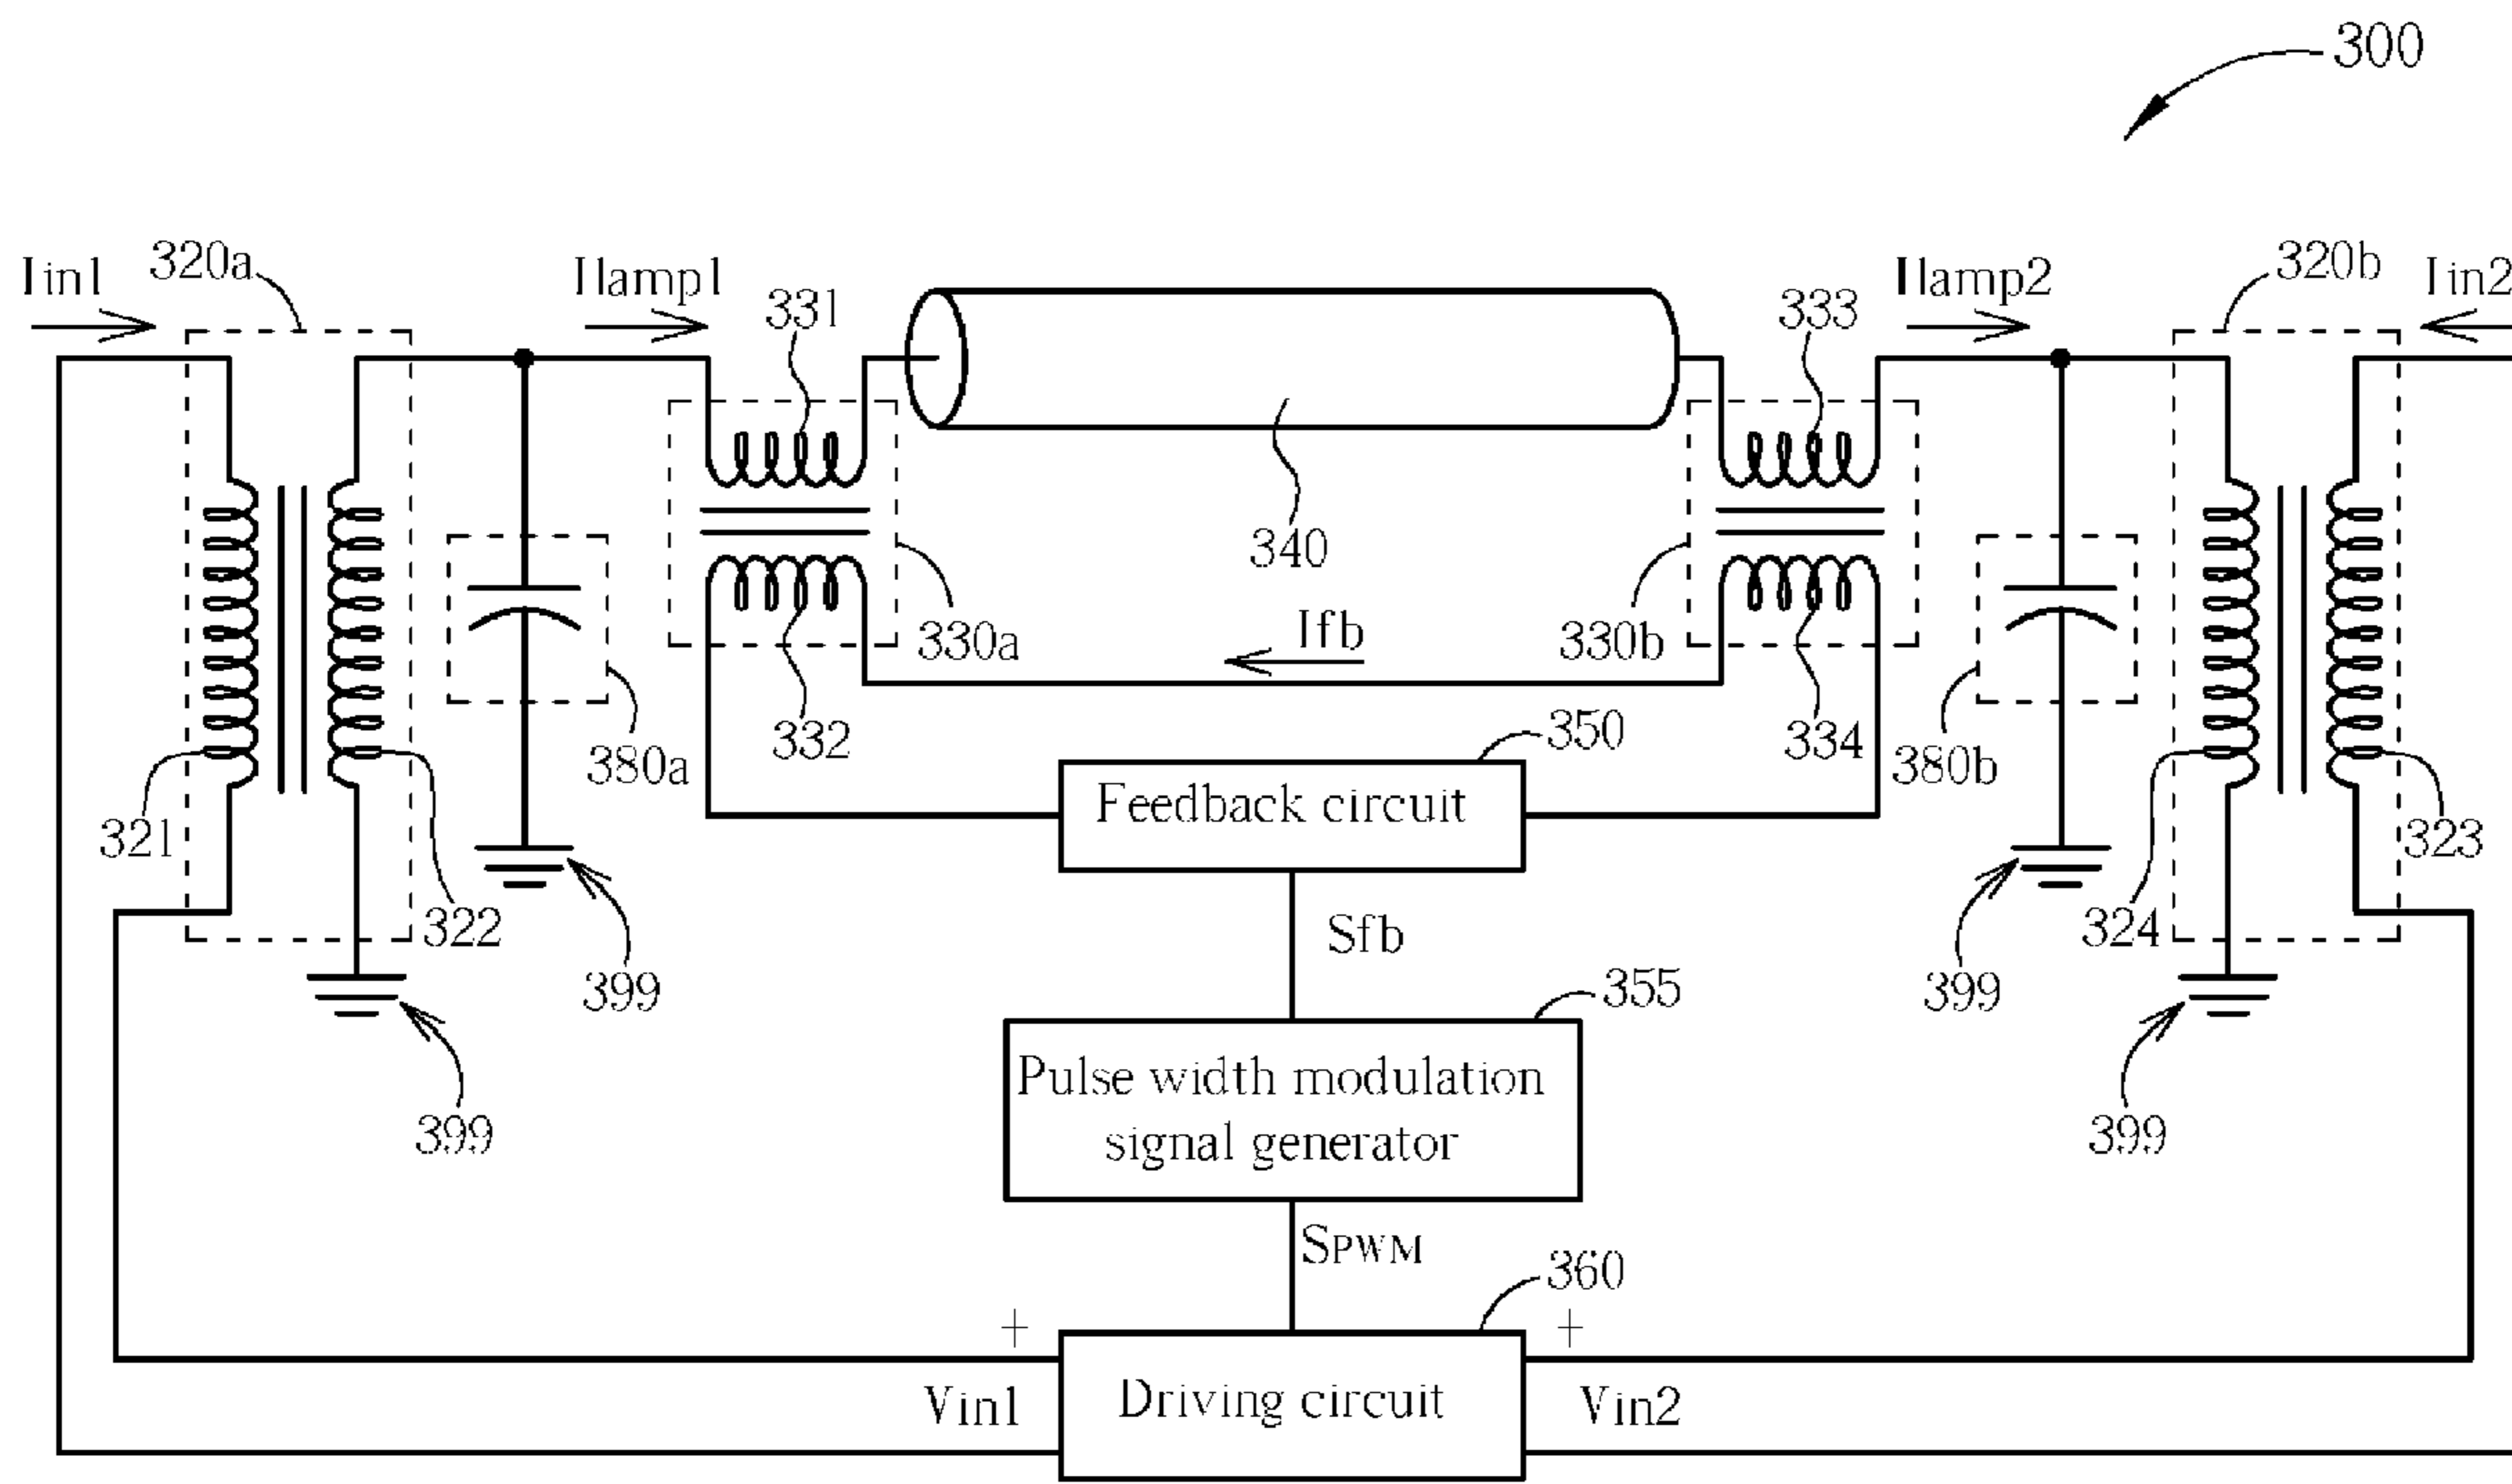 300
Iin1
320a
Ilamp1
331
333
Ilamp2
320b
Iin2
340
330a
Ifb
330b
332
350
334
380a
380b
321
Feedback circuit
323
322
Sfb
324
399
355
399
Pulse width modulation
signal generator
399
399
SPWM
360
+
+
Vin1
Driving circuit
Vin2